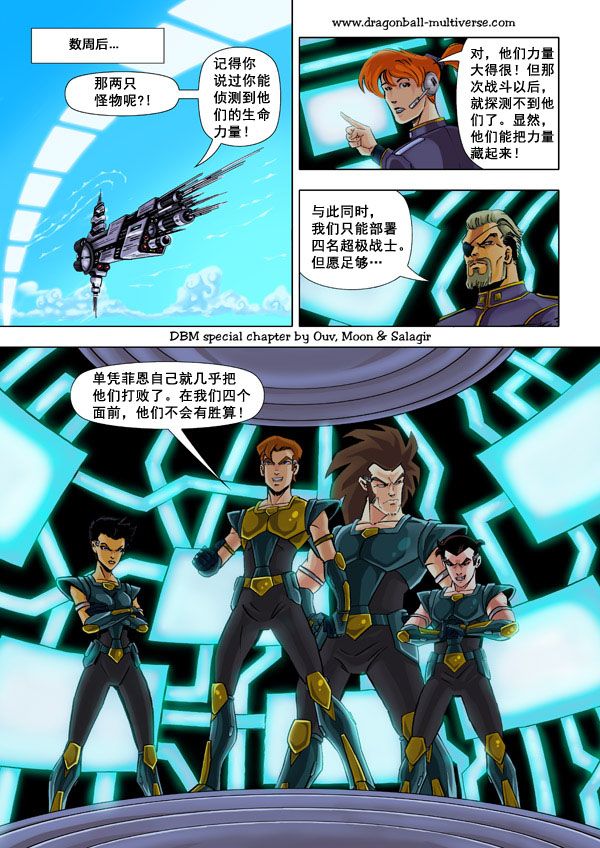 www.dragonball-multiverse.com
数周后...
那两只
怪物呢?!
记得你
说过你能
侦测到他
们的生命
力量!
对，他们力量
大得很！但那
次战斗以后，
就探测不到他
们了。显然，
他们能把力量
藏起来！
与此同时，
我们只能部署
四名超极战士。
但愿足够…
DBM special chapter by Ouv, Moon & Salagir
单凭菲恩自己就几乎把
他们打败了。在我们四个
面前，他们不会有胜算!